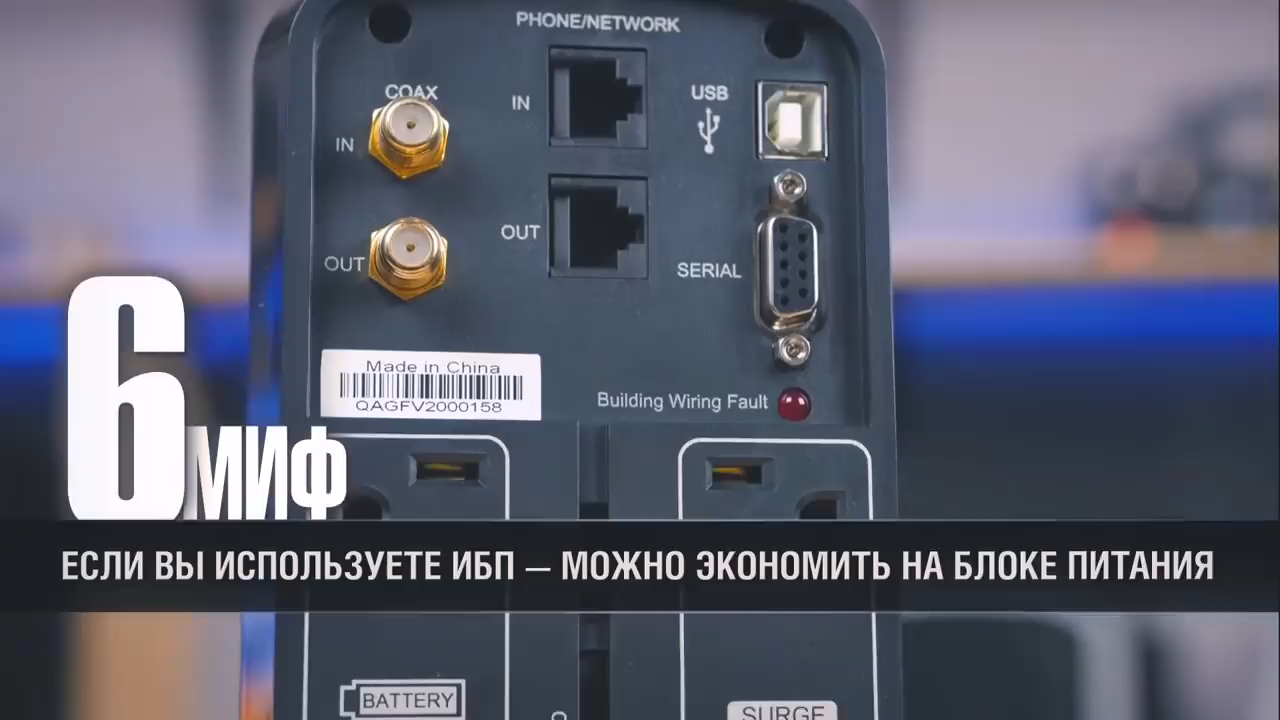 PHONE/NETWORK
COAX
IN
USB
IN
OUT
OUT
SERIAL
Made in China
QAGFV2000158
Building Wiring Fault
6 МИФ
ЕСЛИ ВЫ ИСПОЛЬЗУЕТЕ ИБП — МОЖНО ЭКОНОМИТЬ НА БЛОКЕ ПИТАНИЯ
BATTERY
SURGE